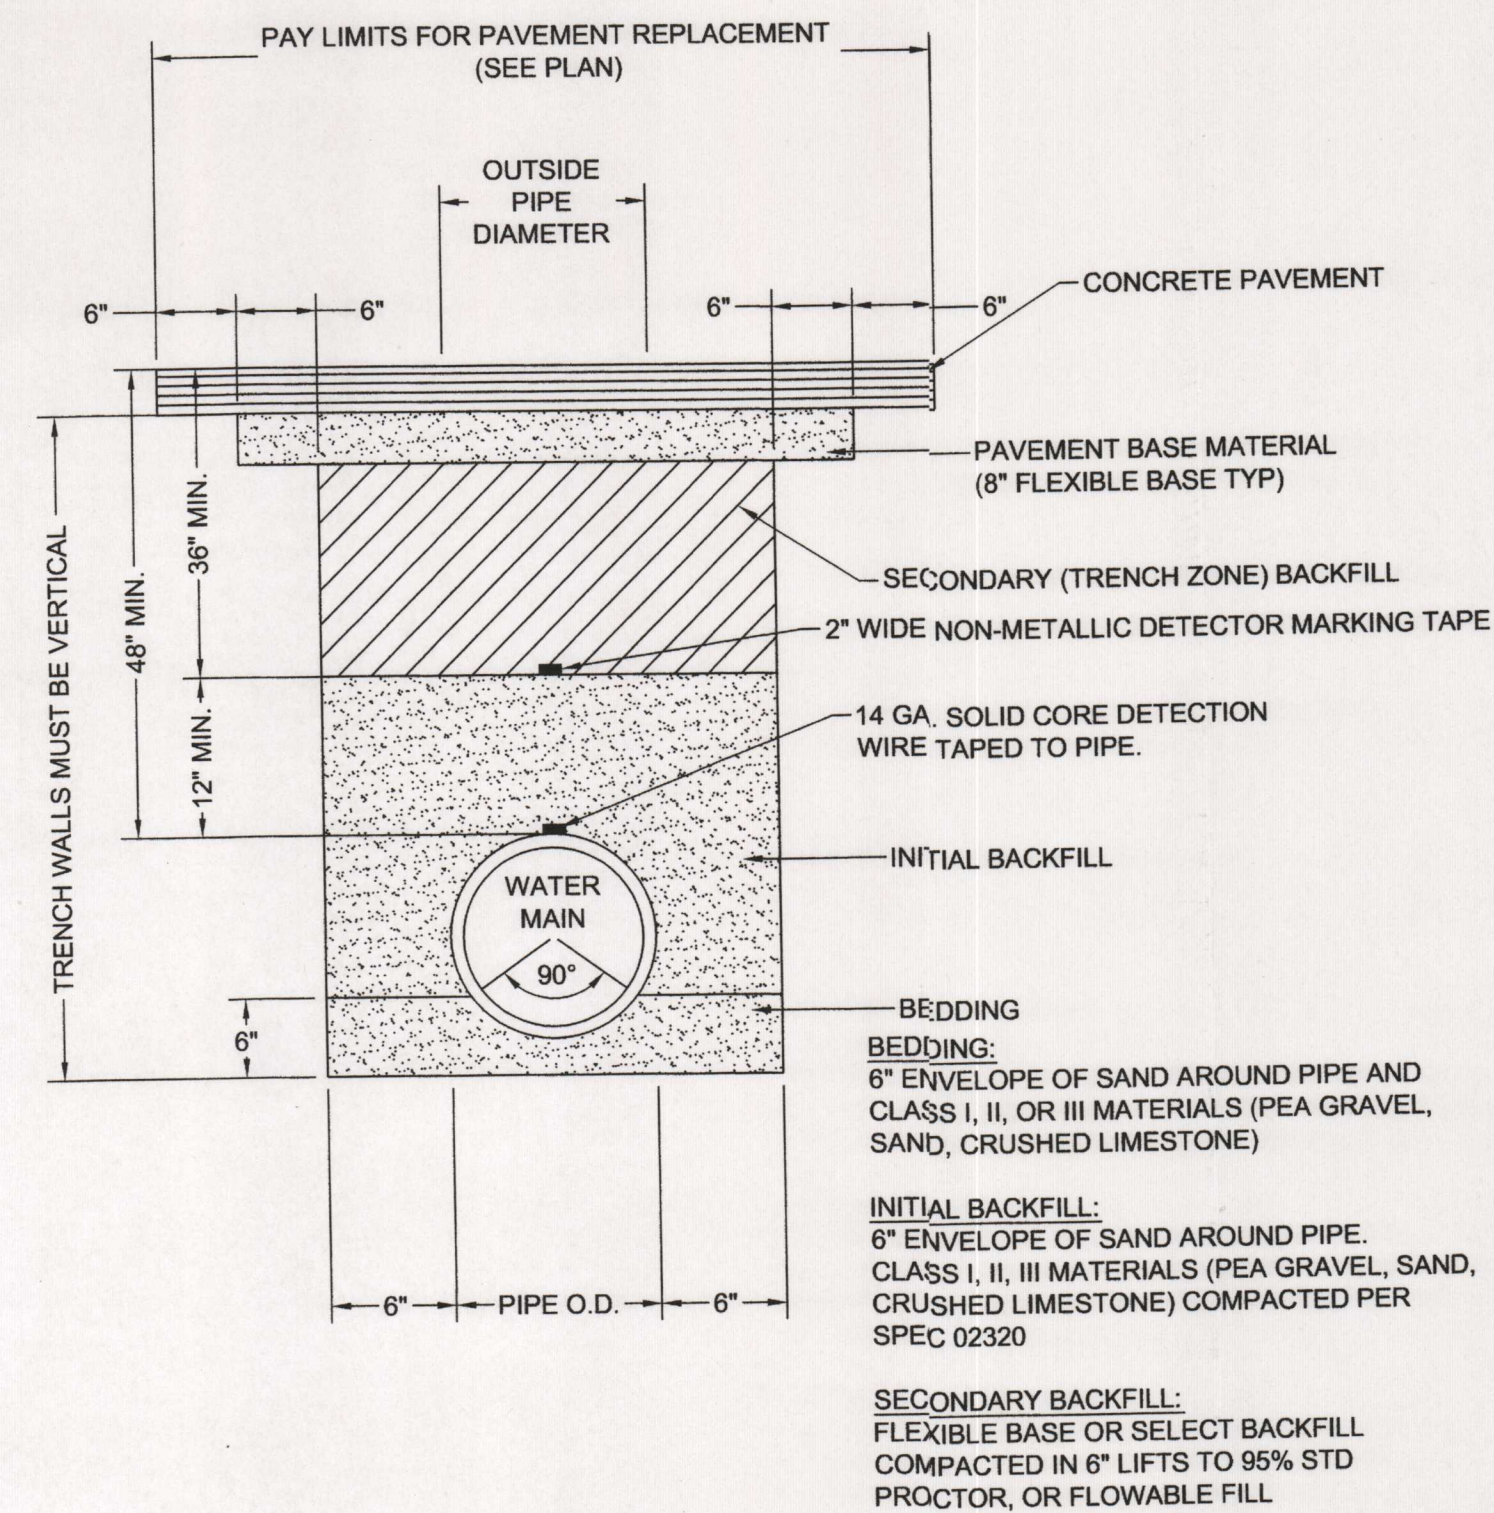 PAY LIMITS FOR PAVEMENT REPLACEMENT
(SEE PLAN)
OUTSIDE
PIPE
DIAMETER
6"
6"
6"
6"
CONCRETE PAVEMENT
PAVEMENT BASE MATERIAL
(8" FLEXIBLE BASE TYP)
SECONDARY (TRENCH ZONE) BACKFILL
2" WIDE NON-METALLIC DETECTOR MARKING TAPE
14 GA. SOLID CORE DETECTION
WIRE TAPED TO PIPE.
INITIAL BACKFILL
BEDDING
TRENCH WALLS MUST BE VERTICAL
48" MIN.
36" MIN.
12" MIN.
WATER
MAIN
90°
6"
6"
PIPE O.D.
6"
BEDDING:
6" ENVELOPE OF SAND AROUND PIPE AND
CLASS I, II, OR III MATERIALS (PEA GRAVEL,
SAND, CRUSHED LIMESTONE)
INITIAL BACKFILL:
6" ENVELOPE OF SAND AROUND PIPE.
CLASS I, II, III MATERIALS (PEA GRAVEL, SAND,
CRUSHED LIMESTONE) COMPACTED PER
SPEC 02320
SECONDARY BACKFILL:
FLEXIBLE BASE OR SELECT BACKFILL
COMPACTED IN 6" LIFTS TO 95% STD
PROCTOR, OR FLOWABLE FILL